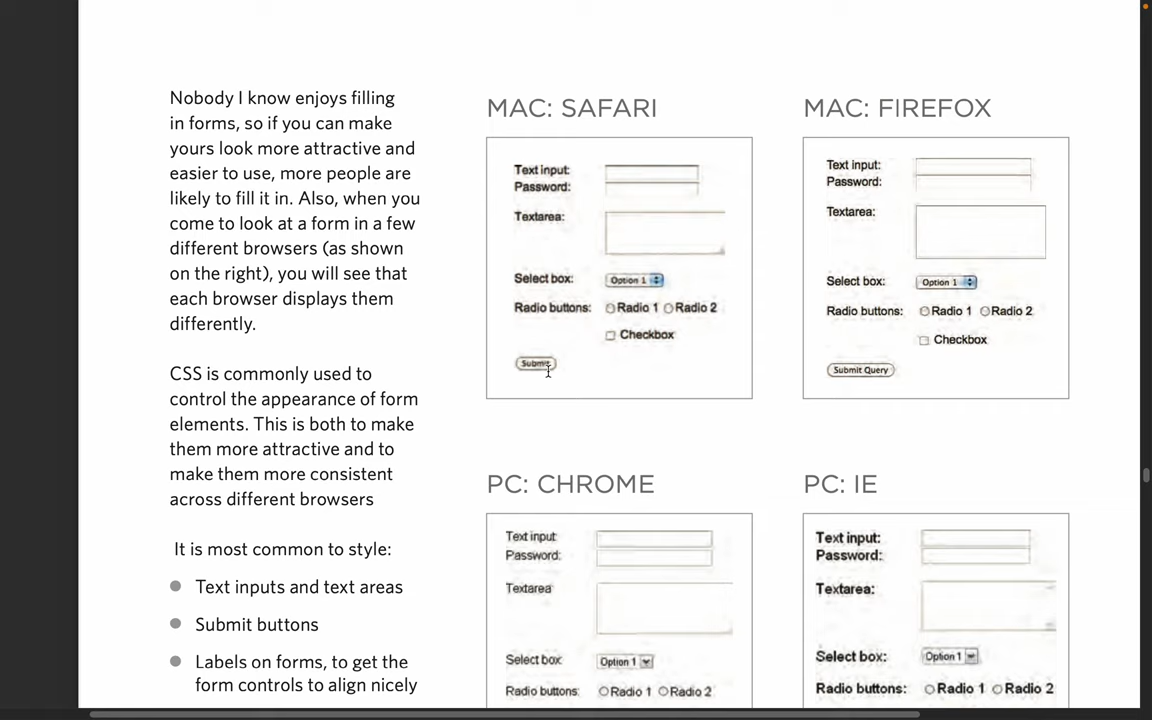 Nobody I know enjoys filling
in forms, so if you can make
yours look more attractive and
easier to use, more people are
likely to fill it in. Also, when you
come to look at a form in a few
different browsers (as shown
on the right), you will see that
each browser displays them
differently.
CSS is commonly used to
control the appearance of form
elements. This is both to make
them more attractive and to
make them more consistent
across different browsers
It is most common to style:
Text inputs and text areas
Submit buttons
Labels on forms, to get the
form controls to align nicely
MAC: SAFARI
Text input:
Password:
Textarea:
Select box: Option 1
Radio buttons: Radio 1 Radio 2
Checkbox
Submit
MAC: FIREFOX
Text input:
Password:
Textarea:
Select box: Option 1
Radio buttons: Radio 1 Radio 2
Checkbox
Submit Query
PC: CHROME
Text input:
Password:
Textarea
Select box: Option 1
Radio buttons: Radio 1 Radio 2
PC: IE
Text input:
Password:
Textarea:
Select box: Option 1
Radio buttons: Radio 1 Radio 2